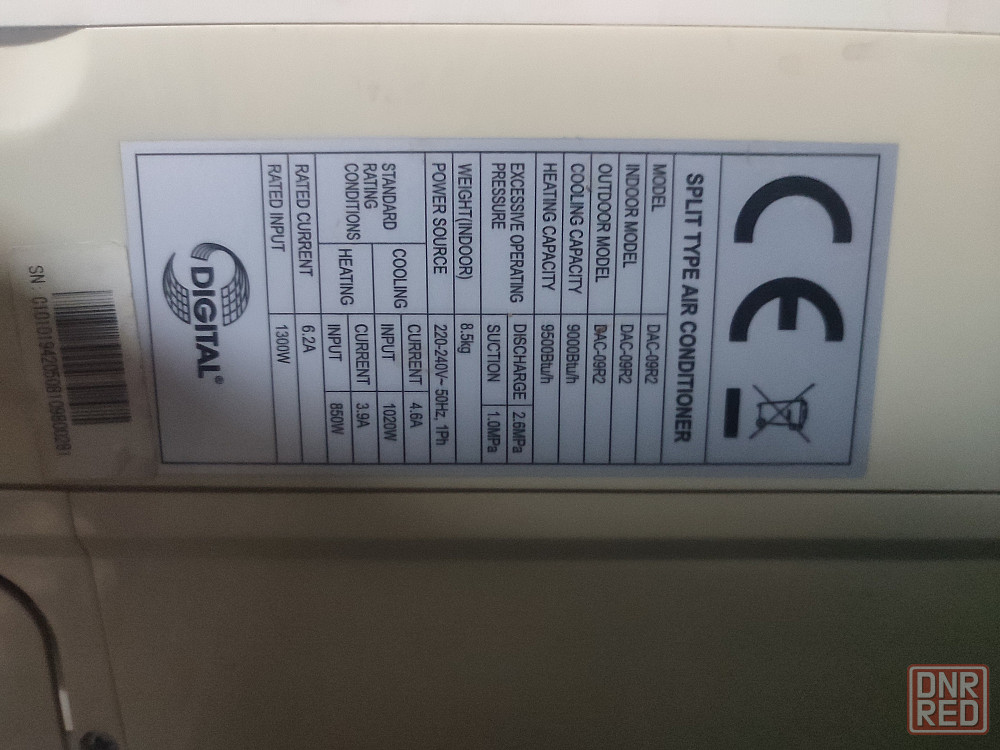 CE
SPLIT TYPE AIR CONDITIONER
MODEL DAC-09R2
INDOOR MODEL DAC-09R2
OUTDOOR MODEL DAC-09R2
COOLING CAPACITY 9000Btu/h
HEATING CAPACITY 9500Btu/h
EXCESSIVE OPERATING PRESSURE DISCHARGE 2.6MPa
SUCTION 1.0MPa
WEIGHT(INDOOR) 8.5kg
POWER SOURCE 220-240V~ 50Hz, 1Ph
STANDARD RATING CONDITIONS COOLING CURRENT 4.6A
INPUT 1020W
HEATING CURRENT 3.9A
INPUT 850W
RATED CURRENT 6.2A
RATED INPUT 1300W
DIGITAL®
SN.
DNR
RED